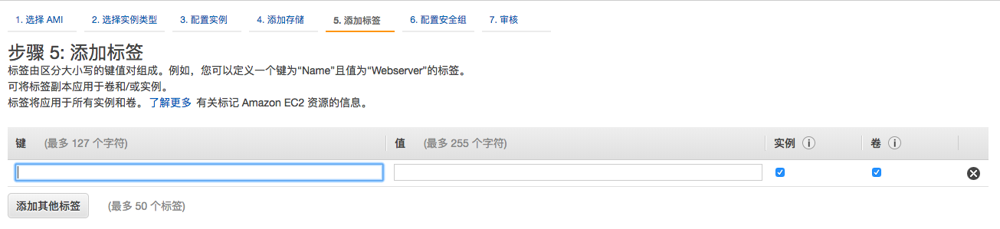 1. 选择 AMI 2. 选择实例类型 3. 配置实例 4. 添加存储 5. 添加标签 6. 配置安全组 7. 审核
步骤 5: 添加标签
标签由区分大小写的键值对组成。例如，您可以定义一个键为“Name”且值为“Webserver”的标签。
可将标签副本应用于卷和/或实例。
标签将应用于所有实例和卷。了解更多 有关标记 Amazon EC2 资源的信息。
键 (最多 127 个字符) 值 (最多 255 个字符) 实例 卷
添加其他标签 (最多 50 个标签)